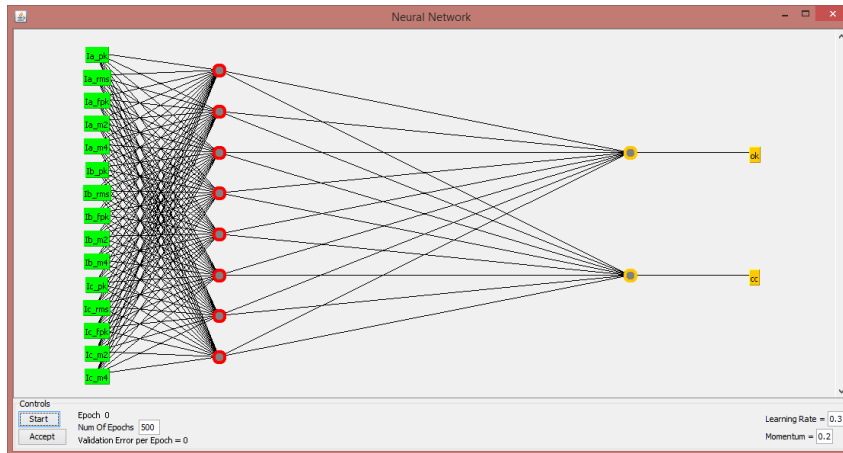 Neural Network
Ia_pk
Ia_rms
Ia_fpk
Ia_m2
Ia_m4
Ib_pk
Ib_rms
Ib_fpk
Ib_m2
Ib_m4
Ic_pk
Ic_rms
Ic_fpk
Ic_m2
Ic_m4
ok
cc
Controls
Start
Accept
Epoch 0
Num Of Epochs 500
Validation Error per Epoch = 0
Learning Rate = 0.3
Momentum = 0.2